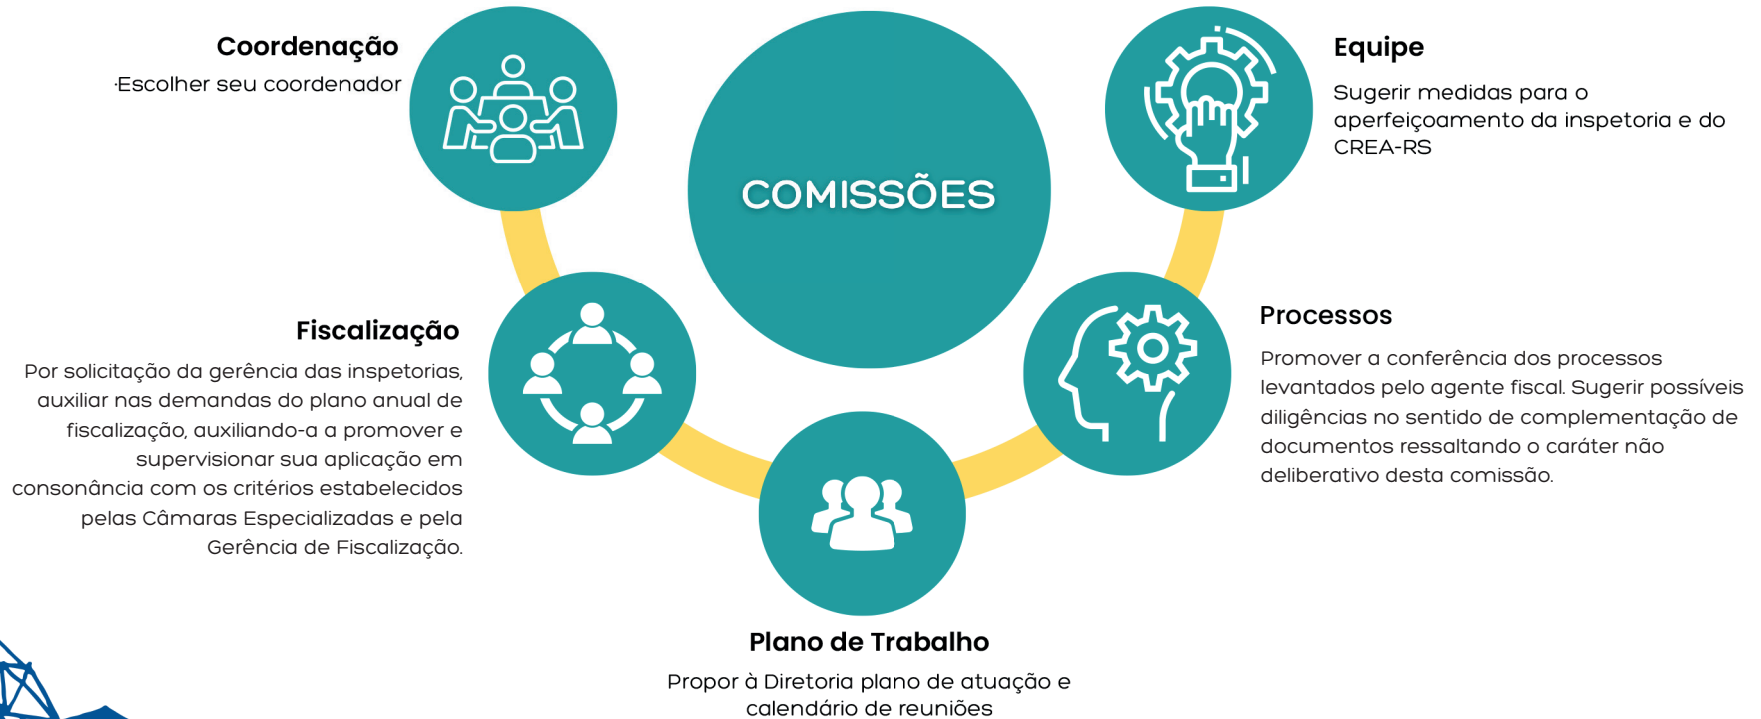 COMISSÕES
Coordenação
·Escolher seu coordenador
Fiscalização
Por solicitação da gerência das inspetorias,
auxiliar nas demandas do plano anual de
fiscalização, auxiliando-a a promover e
supervisionar sua aplicação em
consonância com os critérios estabelecidos
pelas Câmaras Especializadas e pela
Gerência de Fiscalização.
Plano de Trabalho
Propor à Diretoria plano de atuação e
calendário de reuniões
Processos
Promover a conferência dos processos
levantados pelo agente fiscal. Sugerir possíveis
diligências no sentido de complementação de
documentos ressaltando o caráter não
deliberativo desta comissão.
Equipe
Sugerir medidas para o
aperfeiçoamento da inspetoria e do
CREA-RS